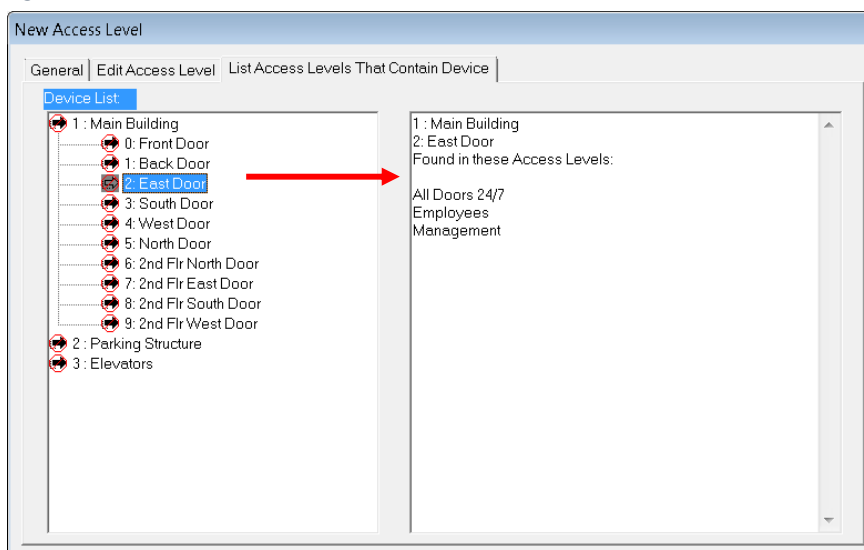 New Access Level
General Edit Access Level List Access Levels That Contain Device
Device List:
1 : Main Building
0: Front Door
1: Back Door
2: East Door
3: South Door
4: West Door
5: North Door
6: 2nd Flr North Door
7: 2nd Flr East Door
8: 2nd Flr South Door
9: 2nd Flr West Door
2 : Parking Structure
3 : Elevators
1 : Main Building
2: East Door
Found in these Access Levels:
All Doors 24/7
Employees
Management